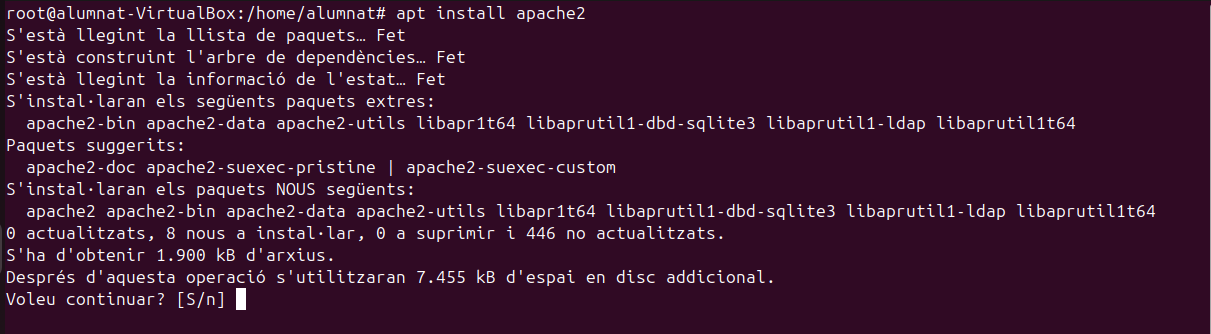 root@alumnat-VirtualBox:/home/alumnat# apt install apache2
S'està llegint la llista de paquets… Fet
S'està construint l'arbre de dependències… Fet
S'està llegint la informació de l'estat… Fet
S'instal·laran els següents paquets extres:
  apache2-bin apache2-data apache2-utils libapr1t64 libaprutil1-dbd-sqlite3 libaprutil1-ldap libaprutil1t64
Paquets suggerits:
  apache2-doc apache2-suexec-pristine | apache2-suexec-custom
S'instal·laran els paquets NOUS següents:
  apache2 apache2-bin apache2-data apache2-utils libapr1t64 libaprutil1-dbd-sqlite3 libaprutil1-ldap libaprutil1t64
0 actualitzats, 8 nous a instal·lar, 0 a suprimir i 446 no actualitzats.
S'ha d'obtenir 1.900 kB d'arxius.
Després d'aquesta operació s'utilitzaran 7.455 kB d'espai en disc addicional.
Voleu continuar? [S/n]